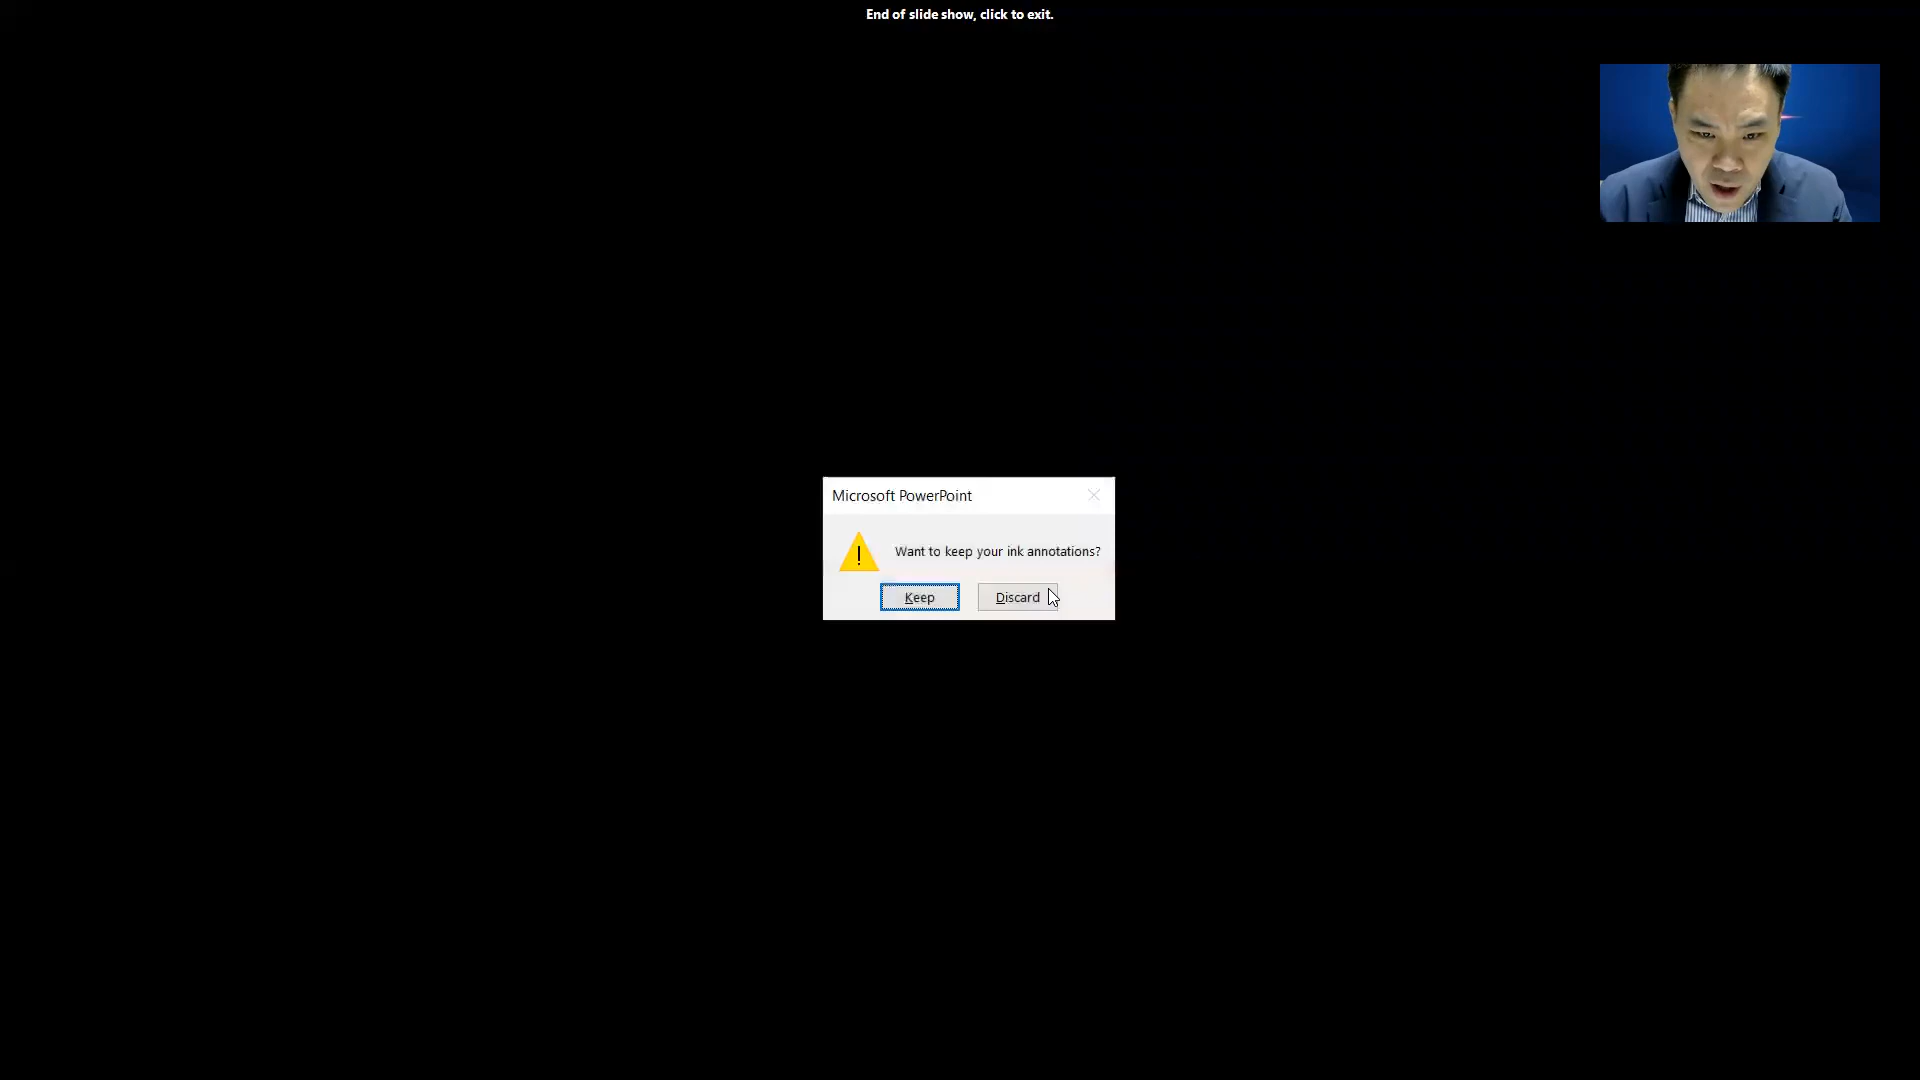 End of slide show, click to exit.
Microsoft PowerPoint
Want to keep your ink annotations?
Keep
Discard